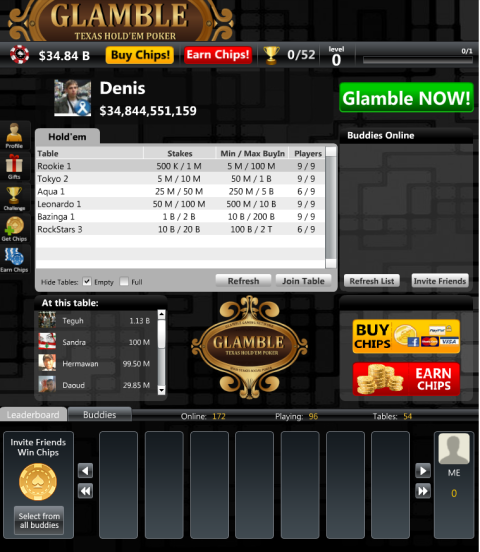 GLAMBLE
TEXAS HOLD'EM POKER
$34.84 B Buy Chips! Earn Chips! 0/52 level 0 0/1
Denis
$34,844,551,159
Glamble NOW!
Profile
Gifts
Challenge
Get Chips
Earn Chips
Hold'em
Table Stakes Min / Max BuyIn Players
Rookie 1 500 K / 1 M 5 M / 100 M 9 / 9
Tokyo 2 5 M / 10 M 50 M / 1 B 9 / 9
Aqua 1 25 M / 50 M 250 M / 5 B 6 / 9
Leonardo 1 50 M / 100 M 500 M / 10 B 9 / 9
Bazinga 1 1 B / 2 B 10 B / 200 B 9 / 9
RockStars 3 10 B / 20 B 100 B / 2 T 6 / 9
Hide Tables: Empty Full Refresh Join Table
Buddies Online
Refresh List Invite Friends
At this table:
Teguh 1.13 B
Sandra 100 M
Hermawan 99.50 M
Daoud 29.85 M
GLAMBLE
TEXAS HOLD'EM POKER
BUY
CHIPS
VISA
EARN
CHIPS
Leaderboard Buddies Online: 172 Playing: 96 Tables: 54
Invite Friends
Win Chips
Select from
all buddies
ME
0